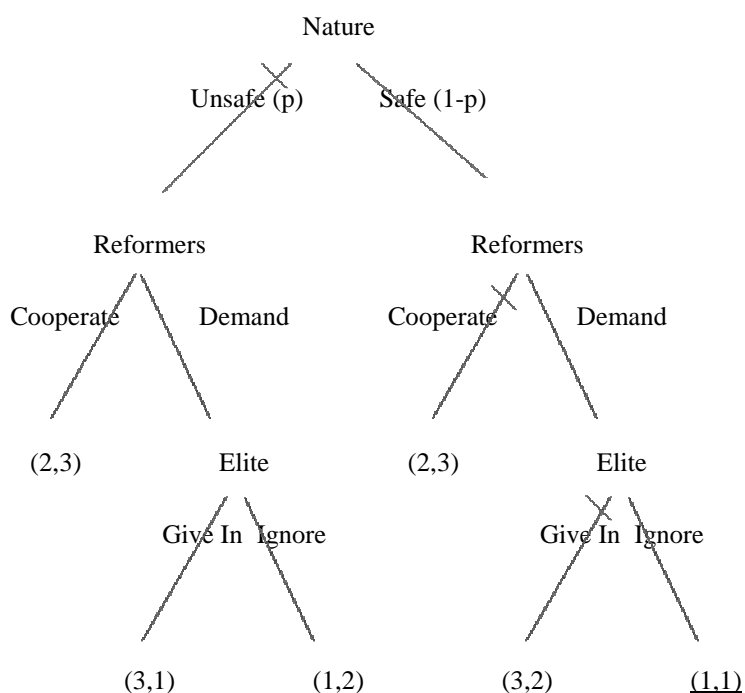 Nature
Unsafe (p) Safe (1-p)
Reformers Reformers
Cooperate Demand Cooperate Demand
(2,3) Elite (2,3) Elite
Give In Ignore Give In Ignore
(3,1) (1,2) (3,2) (1,1)